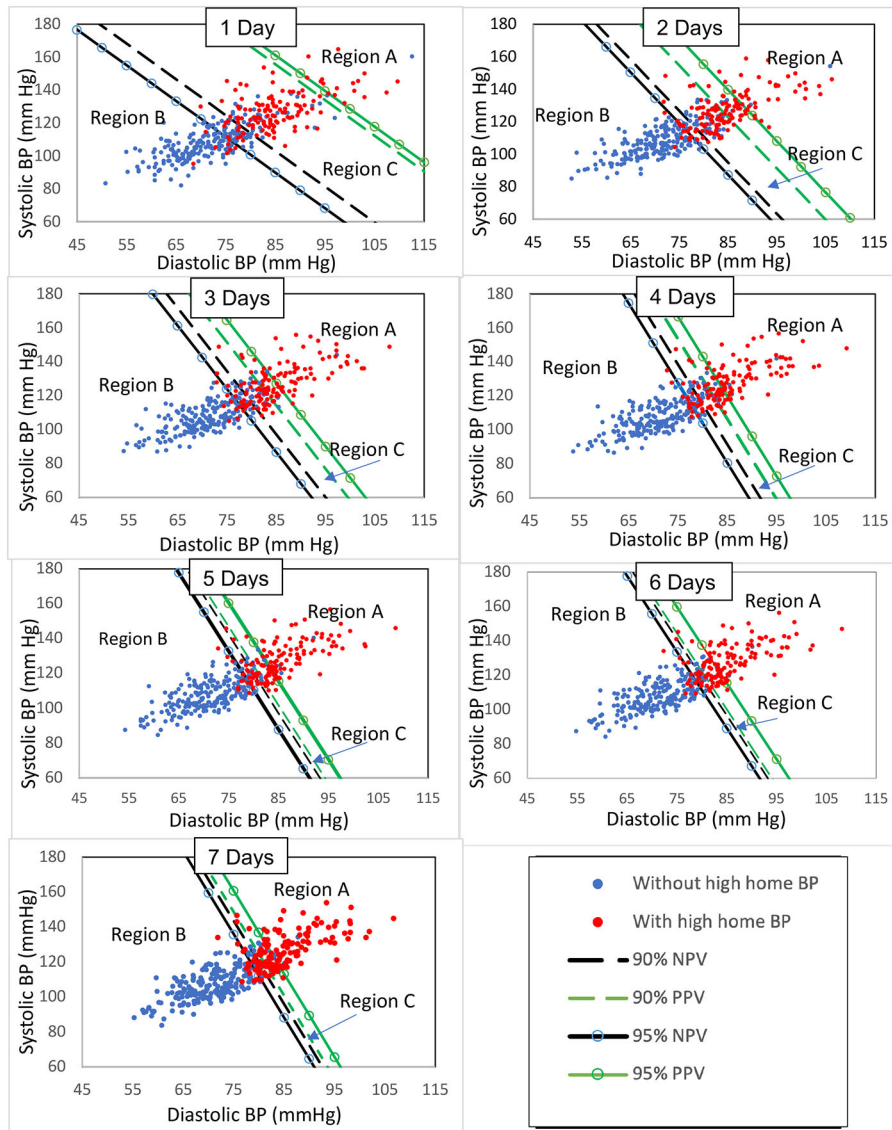 1 Day
180
160
140
120
100
80
60
Systolic BP (mm Hg)
Region A
Region B
Region C
45 55 65 75 85 95 105 115
Diastolic BP (mm Hg)
2 Days
180
160
140
120
100
80
60
Systolic BP (mm Hg)
Region A
Region B
Region C
45 55 65 75 85 95 105 115
Diastolic BP (mm Hg)
3 Days
180
160
140
120
100
80
60
Systolic BP (mm Hg)
Region A
Region B
Region C
45 55 65 75 85 95 105 115
Diastolic BP (mm Hg)
4 Days
180
160
140
120
100
80
60
Systolic BP (mm Hg)
Region A
Region B
Region C
45 55 65 75 85 95 105 115
Diastolic BP (mm Hg)
5 Days
180
160
140
120
100
80
60
Systolic BP (mm Hg)
Region A
Region B
Region C
45 55 65 75 85 95 105 115
Diastolic BP (mm Hg)
6 Days
180
160
140
120
100
80
60
Systolic BP (mm Hg)
Region A
Region B
Region C
45 55 65 75 85 95 105 115
Diastolic BP (mm Hg)
7 Days
180
160
140
120
100
80
60
Systolic BP (mmHg)
Region A
Region B
Region C
45 55 65 75 85 95 105 115
Diastolic BP (mmHg)
Without high home BP
With high home BP
90% NPV
90% PPV
95% NPV
95% PPV